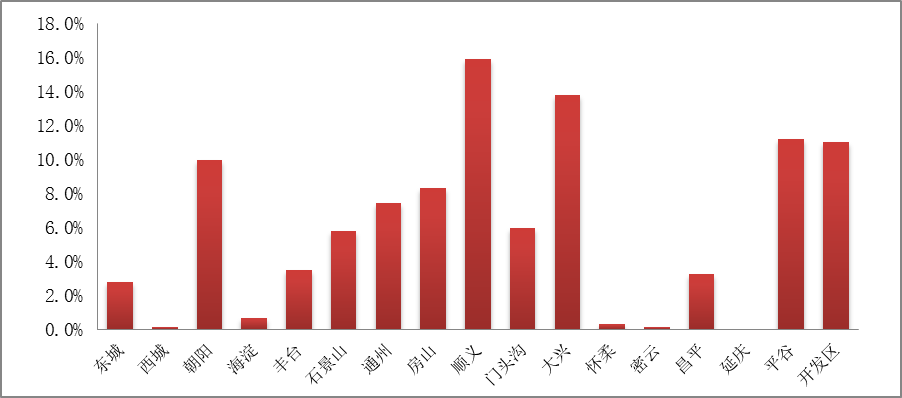 18.0%
16.0%
14.0%
12.0%
10.0%
8.0%
6.0%
4.0%
2.0%
0.0%
东城
西城
朝阳
海淀
丰台
石景山
通州
房山
顺义
门头沟
大兴
怀柔
密云
昌平
延庆
平谷
开发区